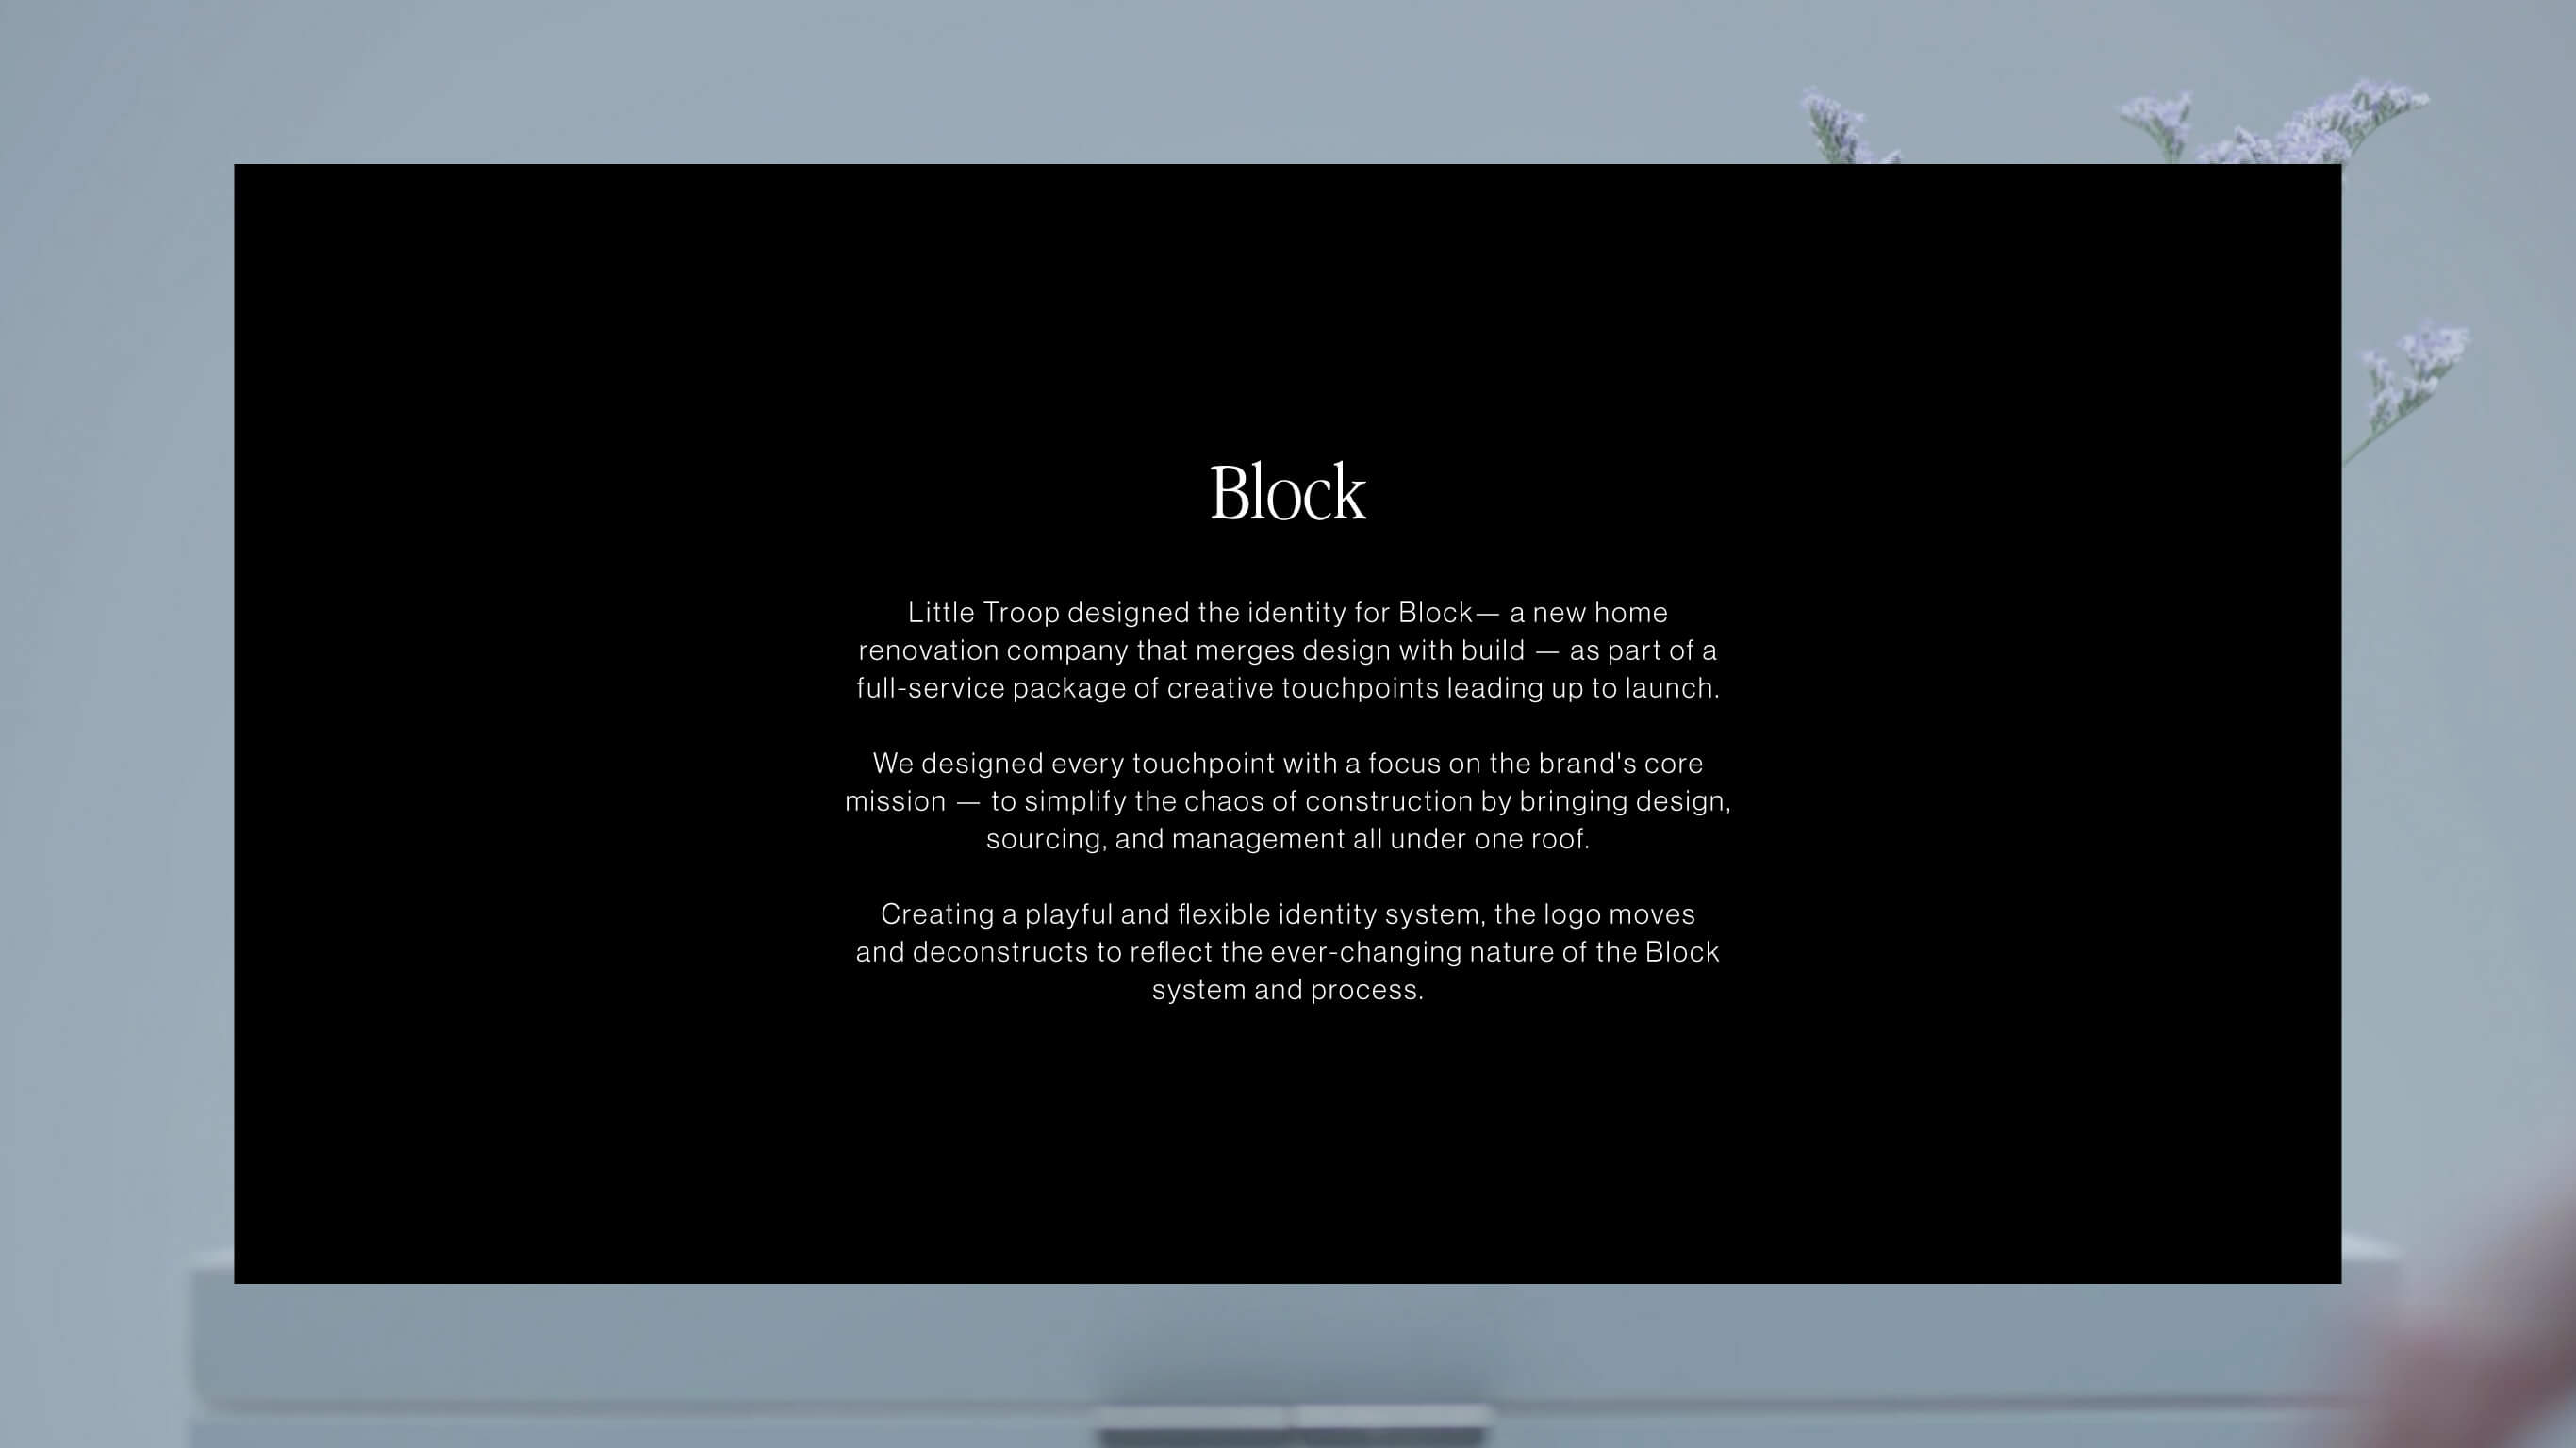 Block
Little Troop designed the identity for Block— a new home
renovation company that merges design with build — as part of a
full-service package of creative touchpoints leading up to launch.
We designed every touchpoint with a focus on the brand's core
mission — to simplify the chaos of construction by bringing design,
sourcing, and management all under one roof.
Creating a playful and flexible identity system, the logo moves
and deconstructs to reflect the ever-changing nature of the Block
system and process.